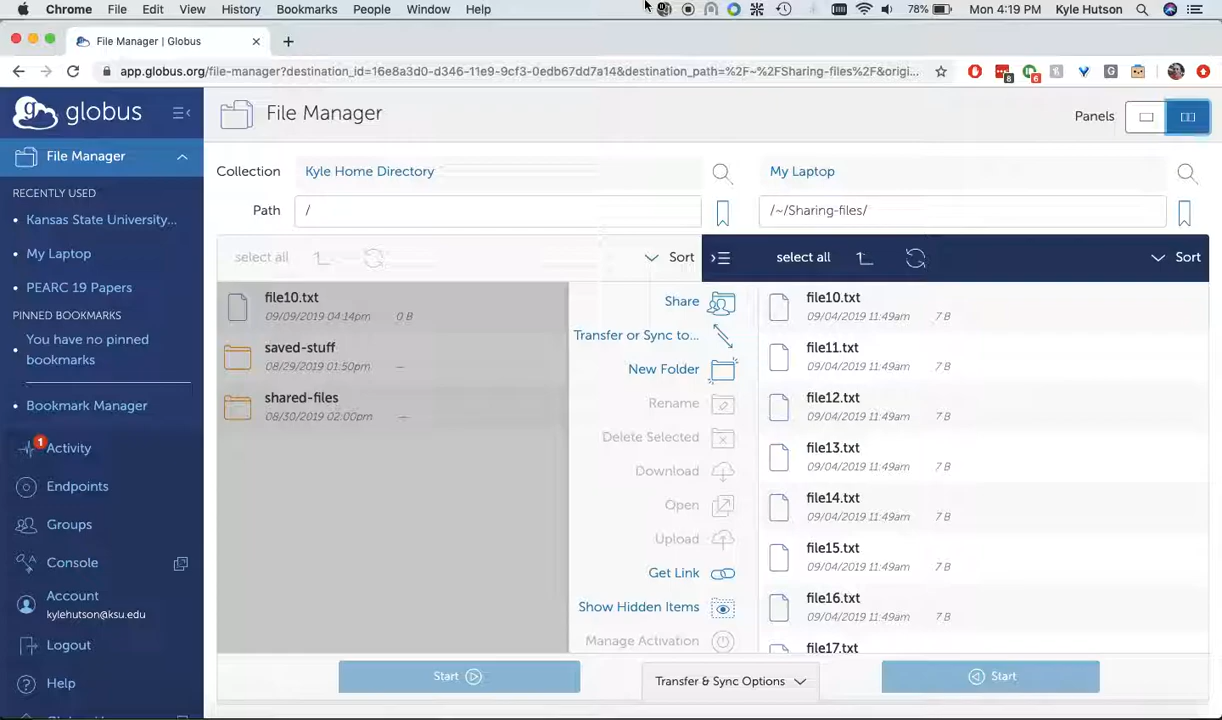 Chrome File Edit View History Bookmarks People Window Help 78% Mon 4:19 PM Kyle Hutson
File Manager | Globus
app.globus.org/file-manager?destination_id=16e8a3d0-d346-11e9-9cf3-0edb67dd7a14&destination_path=%2F~%2FSharing-files%2F&origi...
8 6
globus
File Manager
Panels
File Manager
Collection Kyle Home Directory My Laptop
RECENTLY USED
Path / /~/Sharing-files/
Kansas State University...
My Laptop
PEARC 19 Papers
PINNED BOOKMARKS
You have no pinned
bookmarks
Bookmark Manager
1
Activity
Endpoints
Groups
Console
Account
kylehutson@ksu.edu
Logout
Help
select all Sort
file10.txt
09/09/2019 04:14pm 0 B
saved-stuff
08/29/2019 01:50pm —
shared-files
08/30/2019 02:00pm —
Share
Transfer or Sync to...
New Folder
Rename
Delete Selected
Download
Open
Upload
Get Link
Show Hidden Items
Manage Activation
select all Sort
file10.txt
09/04/2019 11:49am 7 B
file11.txt
09/04/2019 11:49am 7 B
file12.txt
09/04/2019 11:49am 7 B
file13.txt
09/04/2019 11:49am 7 B
file14.txt
09/04/2019 11:49am 7 B
file15.txt
09/04/2019 11:49am 7 B
file16.txt
09/04/2019 11:49am 7 B
file17.txt
Start Transfer & Sync Options Start